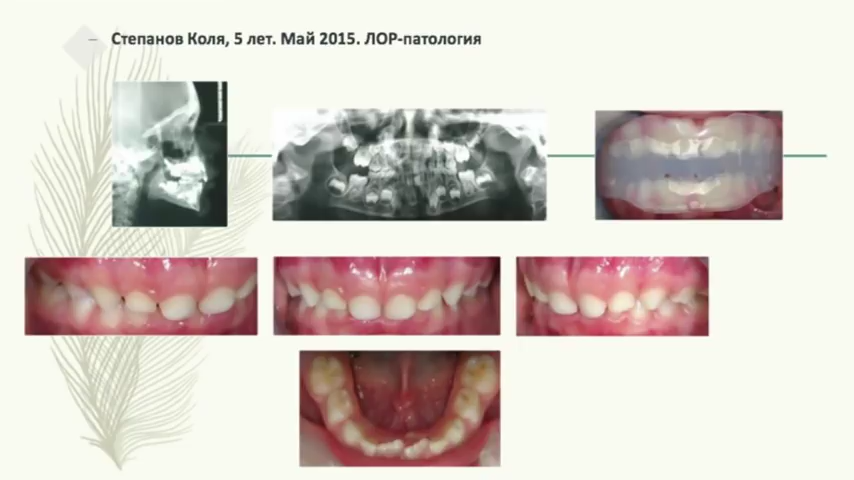 – Степанов Коля, 5 лет. Май 2015. ЛОР-патология